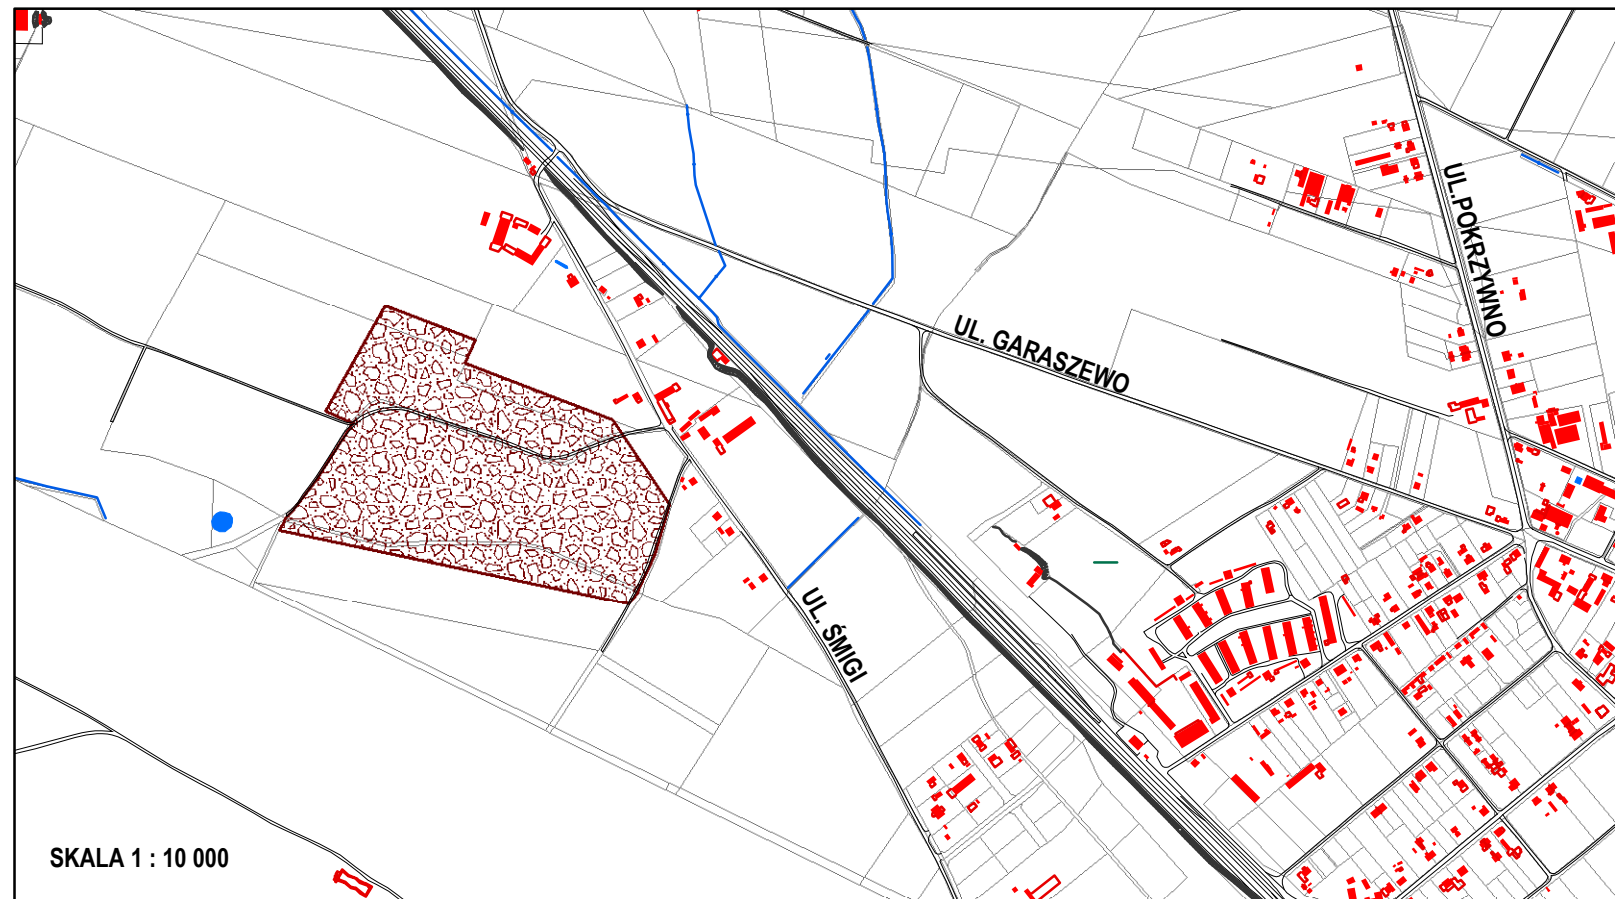 UL.POKRZYWNO
UL. GARASZEWO
UL. ŚMIGI
SKALA 1 : 10 000